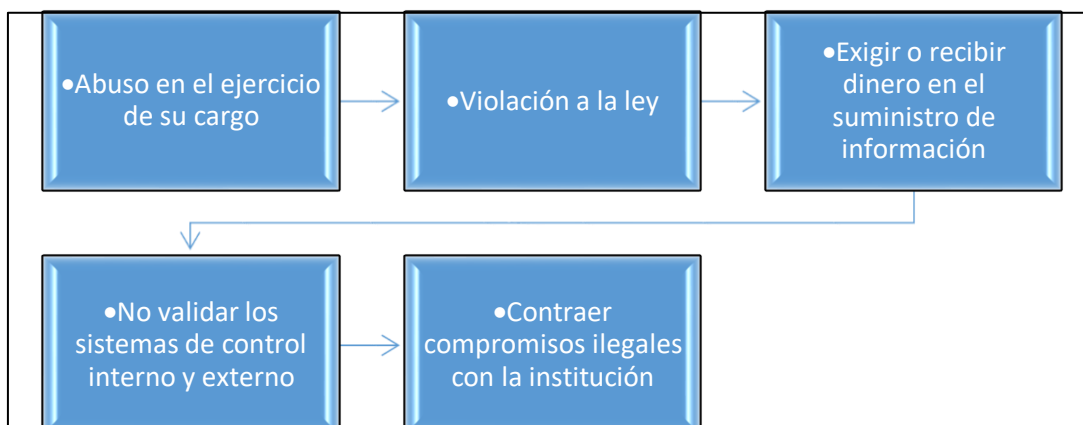 •Abuso en el ejercicio
de su cargo
•Violación a la ley
•Exigir o recibir
dinero en el
suministro de
información
•No validar los
sistemas de control
interno y externo
•Contraer
compromisos ilegales
con la institución